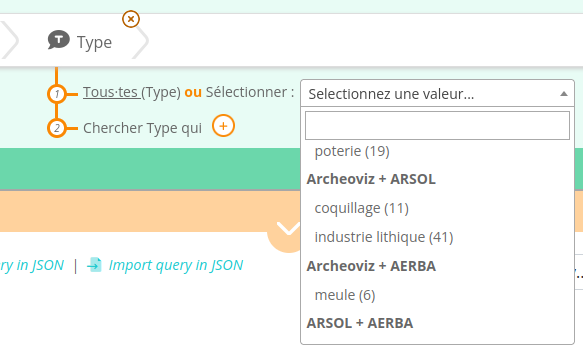 Type
1 Tous·tes (Type) ou Sélectionner : Selectionnez une valeur...
2 Chercher Type qui
poterie (19)
Archeoviz + ARSOL
coquillage (11)
industrie lithique (41)
Archeoviz + AERBA
meule (6)
ARSOL + AERBA
ry in JSON | Import query in JSON